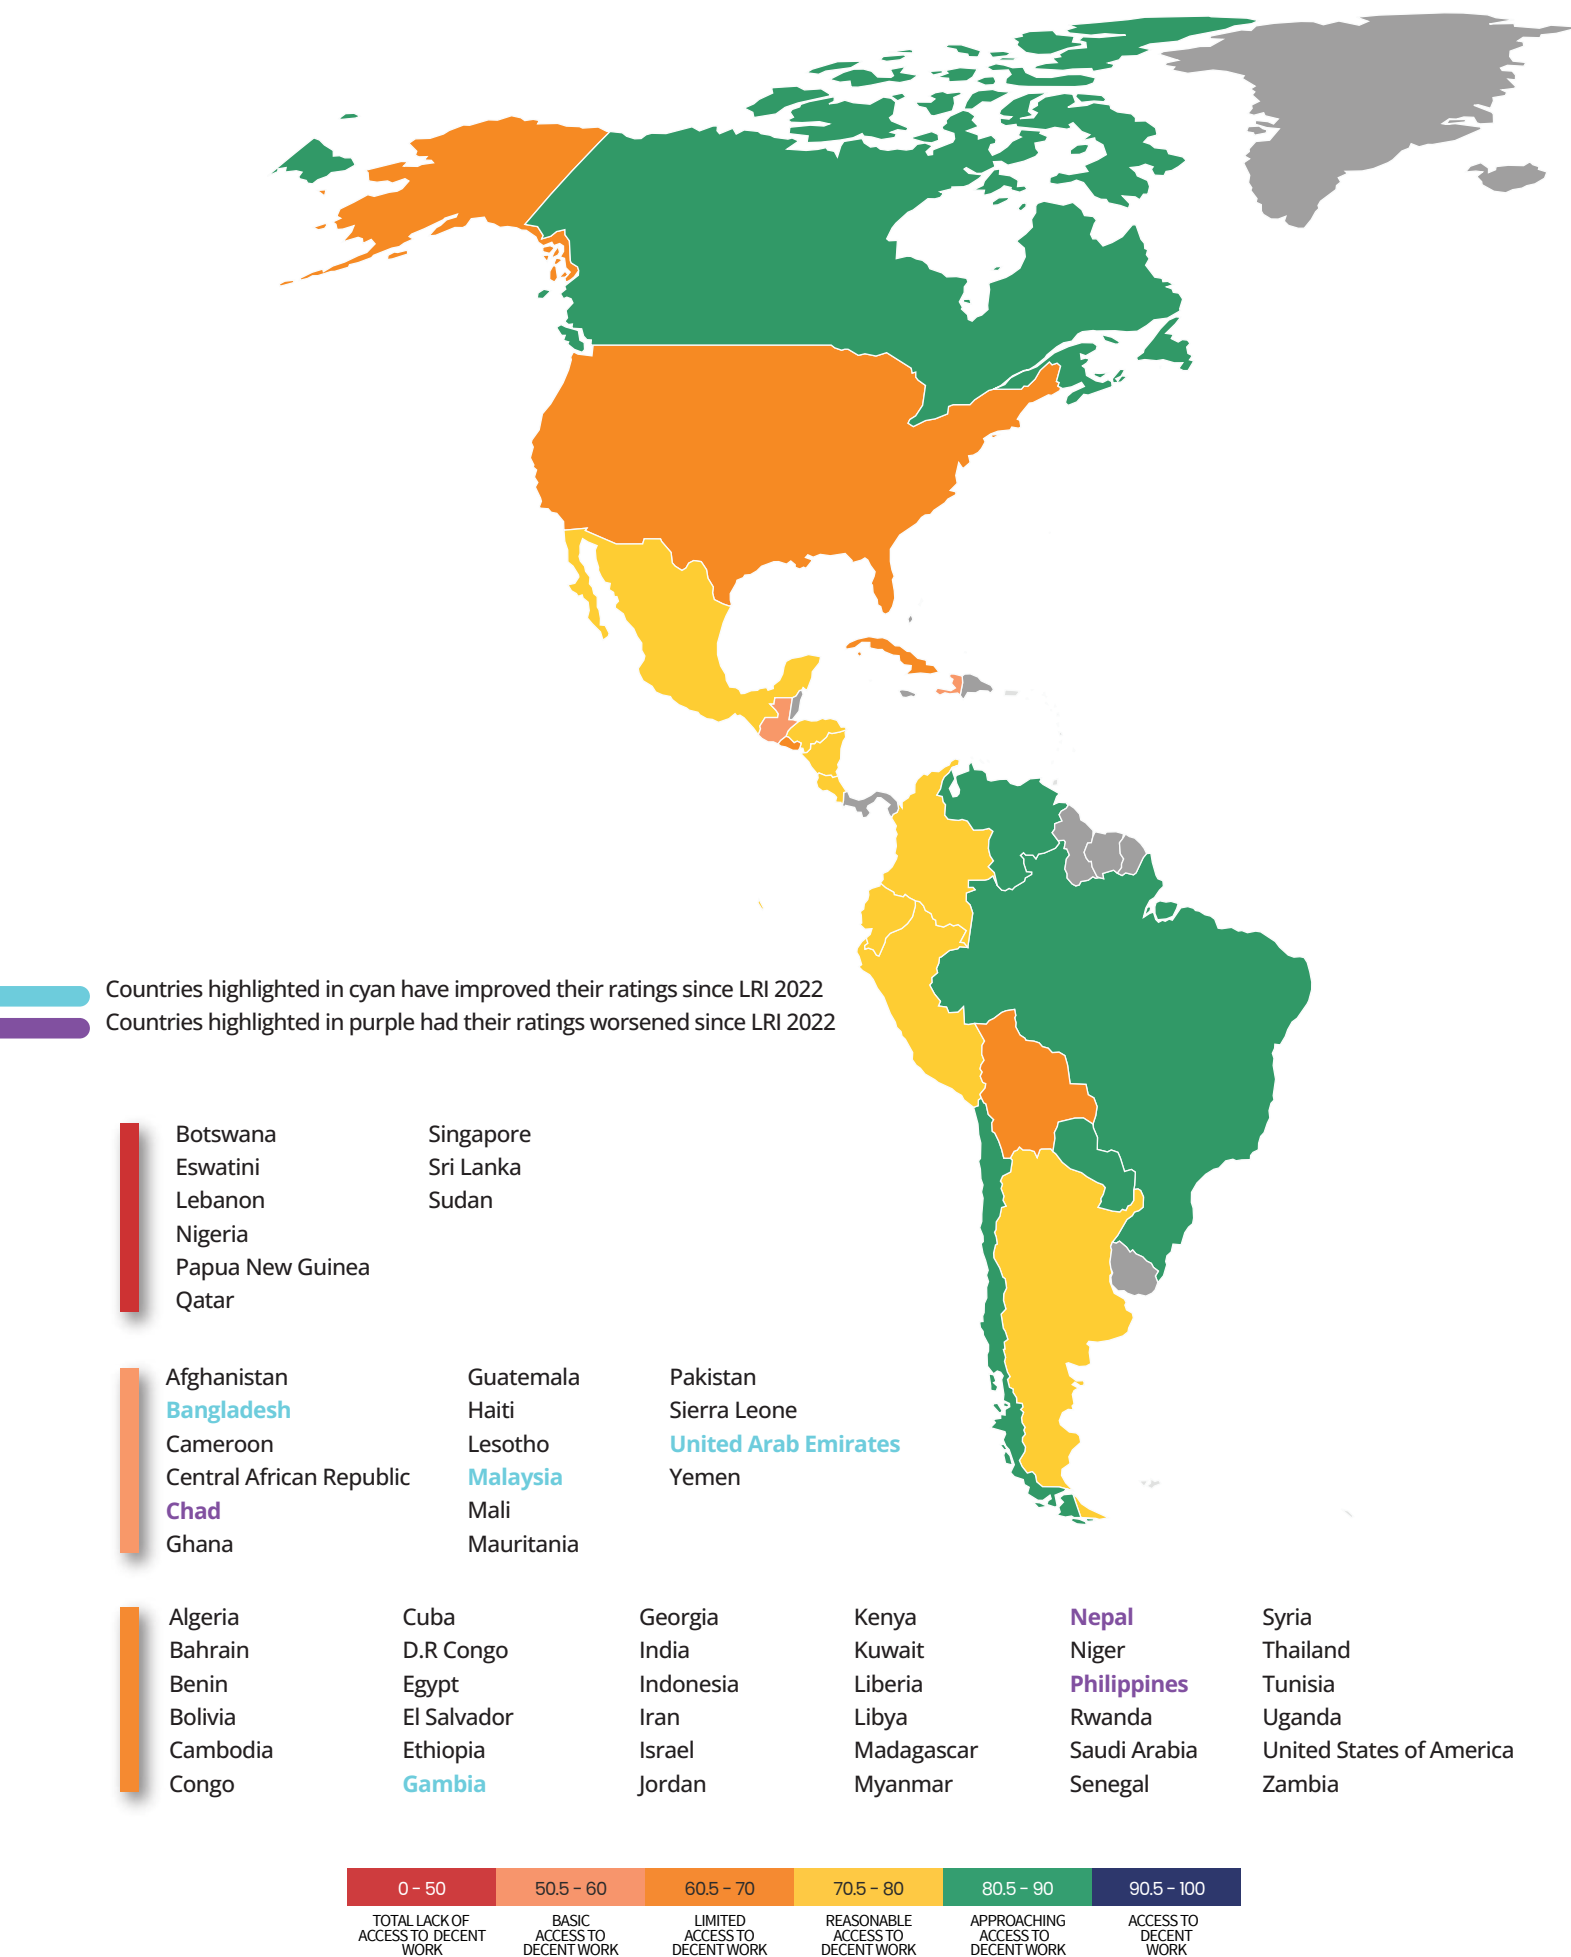 Countries highlighted in cyan have improved their ratings since LRI 2022
Countries highlighted in purple had their ratings worsened since LRI 2022
Botswana
Eswatini
Lebanon
Nigeria
Papua New Guinea
Qatar
Singapore
Sri Lanka
Sudan
Afghanistan
Bangladesh
Cameroon
Central African Republic
Chad
Ghana
Guatemala
Haiti
Lesotho
Malaysia
Mali
Mauritania
Pakistan
Sierra Leone
United Arab Emirates
Yemen
Algeria
Bahrain
Benin
Bolivia
Cambodia
Congo
Cuba
D.R Congo
Egypt
El Salvador
Ethiopia
Gambia
Georgia
India
Indonesia
Iran
Israel
Jordan
Kenya
Kuwait
Liberia
Libya
Madagascar
Myanmar
Nepal
Niger
Philippines
Rwanda
Saudi Arabia
Senegal
Syria
Thailand
Tunisia
Uganda
United States of America
Zambia
0 – 50
TOTAL LACK OF
ACCESS TO DECENT
WORK
50.5 – 60
BASIC
ACCESS TO
DECENT WORK
60.5 – 70
LIMITED
ACCESS TO
DECENT WORK
70.5 – 80
REASONABLE
ACCESS TO
DECENT WORK
80.5 – 90
APPROACHING
ACCESS TO
DECENT WORK
90.5 – 100
ACCESS TO
DECENT
WORK